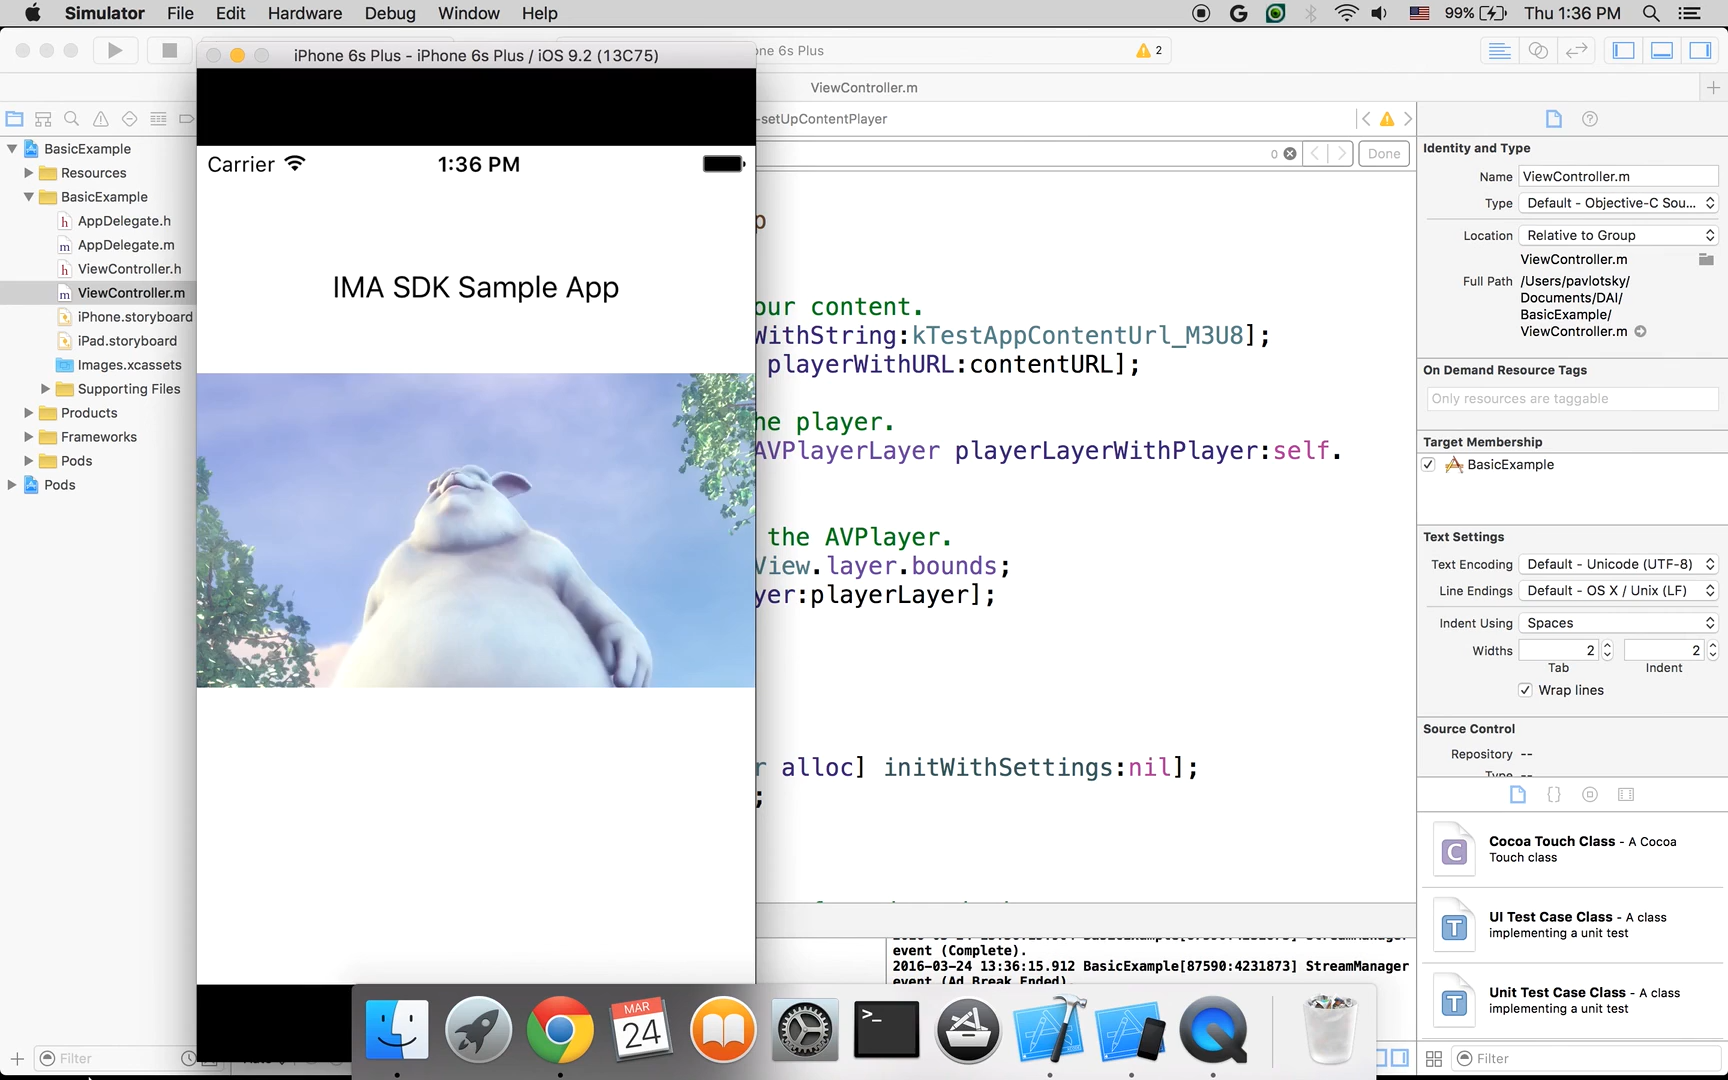 Simulator File Edit Hardware Debug Window Help 99% Thu 1:36 PM
iPhone 6s Plus - iPhone 6s Plus / iOS 9.2 (13C75)
ne 6s Plus
2
ViewController.m
-setUpContentPlayer
0 Done
BasicExample
Resources
BasicExample
AppDelegate.h
AppDelegate.m
ViewController.h
ViewController.m
iPhone.storyboard
iPad.storyboard
Images.xcassets
Supporting Files
Products
Frameworks
Pods
Pods
Filter
Carrier 1:36 PM
IMA SDK Sample App
p
our content.
WithString:kTestAppContentUrl_M3U8];
playerWithURL:contentURL];
he player.
AVPlayerLayer playerLayerWithPlayer:self.
the AVPlayer.
View.layer.bounds;
yer:playerLayer];
r alloc] initWithSettings:nil];
;
event (Complete).
2016-03-24 13:36:15.912 BasicExample[87590:4231873] StreamManager
event (Ad Break Ended).
Identity and Type
Name ViewController.m
Type Default - Objective-C Sou...
Location Relative to Group
ViewController.m
Full Path /Users/pavlotsky/
Documents/DAI/
BasicExample/
ViewController.m
On Demand Resource Tags
Only resources are taggable
Target Membership
BasicExample
Text Settings
Text Encoding Default - Unicode (UTF-8)
Line Endings Default - OS X / Unix (LF)
Indent Using Spaces
Widths 2 2
Tab Indent
Wrap lines
Source Control
Repository --
Type --
Cocoa Touch Class - A Cocoa
Touch class
UI Test Case Class - A class
implementing a unit test
Unit Test Case Class - A class
implementing a unit test
Filter
MAR
24